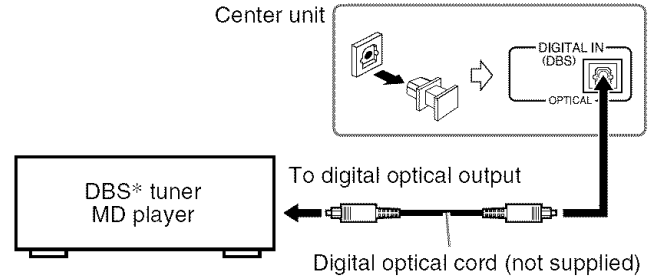 Center unit
DIGITAL IN
(DBS)
OPTICAL
To digital optical output
DBS* tuner
MD player
Digital optical cord (not supplied)